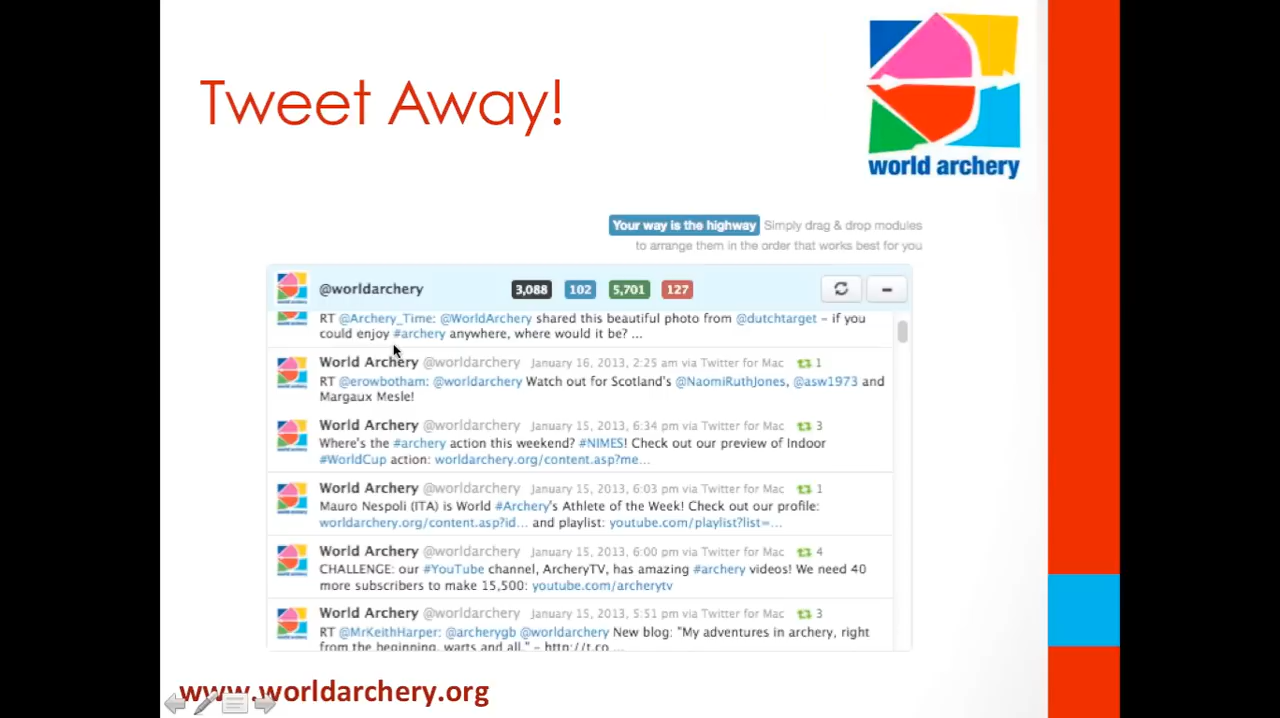 Tweet Away!
world archery
Your way is the highway Simply drag & drop modules
to arrange them in the order that works best for you
@worldarchery 3,088 102 5,701 127
RT @Archery_Time: @WorldArchery shared this beautiful photo from @dutchtarget – if you
could enjoy #archery anywhere, where would it be? ...
World Archery @worldarchery January 16, 2013, 2:25 am via Twitter for Mac 1
RT @erowbotham: @worldarchery Watch out for Scotland's @NaomiRuthJones, @asw1973 and
Margaux Mesle!
World Archery @worldarchery January 15, 2013, 6:34 pm via Twitter for Mac 3
Where's the #archery action this weekend? #NIMES! Check out our preview of Indoor
#WorldCup action: worldarchery.org/content.asp?me...
World Archery @worldarchery January 15, 2013, 6:03 pm via Twitter for Mac 1
Mauro Nespoli (ITA) is World #Archery's Athlete of the Week! Check out our profile:
worldarchery.org/content.asp?id... and playlist: youtube.com/playlist?list=...
World Archery @worldarchery January 15, 2013, 6:00 pm via Twitter for Mac 4
CHALLENGE: our #YouTube channel, ArcheryTV, has amazing #archery videos! We need 40
more subscribers to make 15,500: youtube.com/archerytv
World Archery @worldarchery January 15, 2013, 5:51 pm via Twitter for Mac 3
RT @MrKeithHarper: @archerygb @worldarchery New blog: "My adventures in archery, right
from the beginning, warts and all." – http://t.co ...
www.worldarchery.org